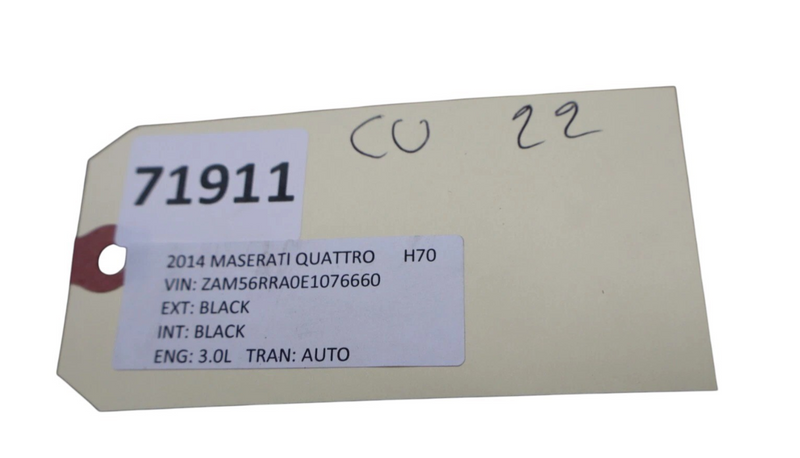 CU 22
71911
2014 MASERATI QUATTRO H70
VIN: ZAM56RRA0E1076660
EXT: BLACK
INT: BLACK
ENG: 3.0L TRAN: AUTO